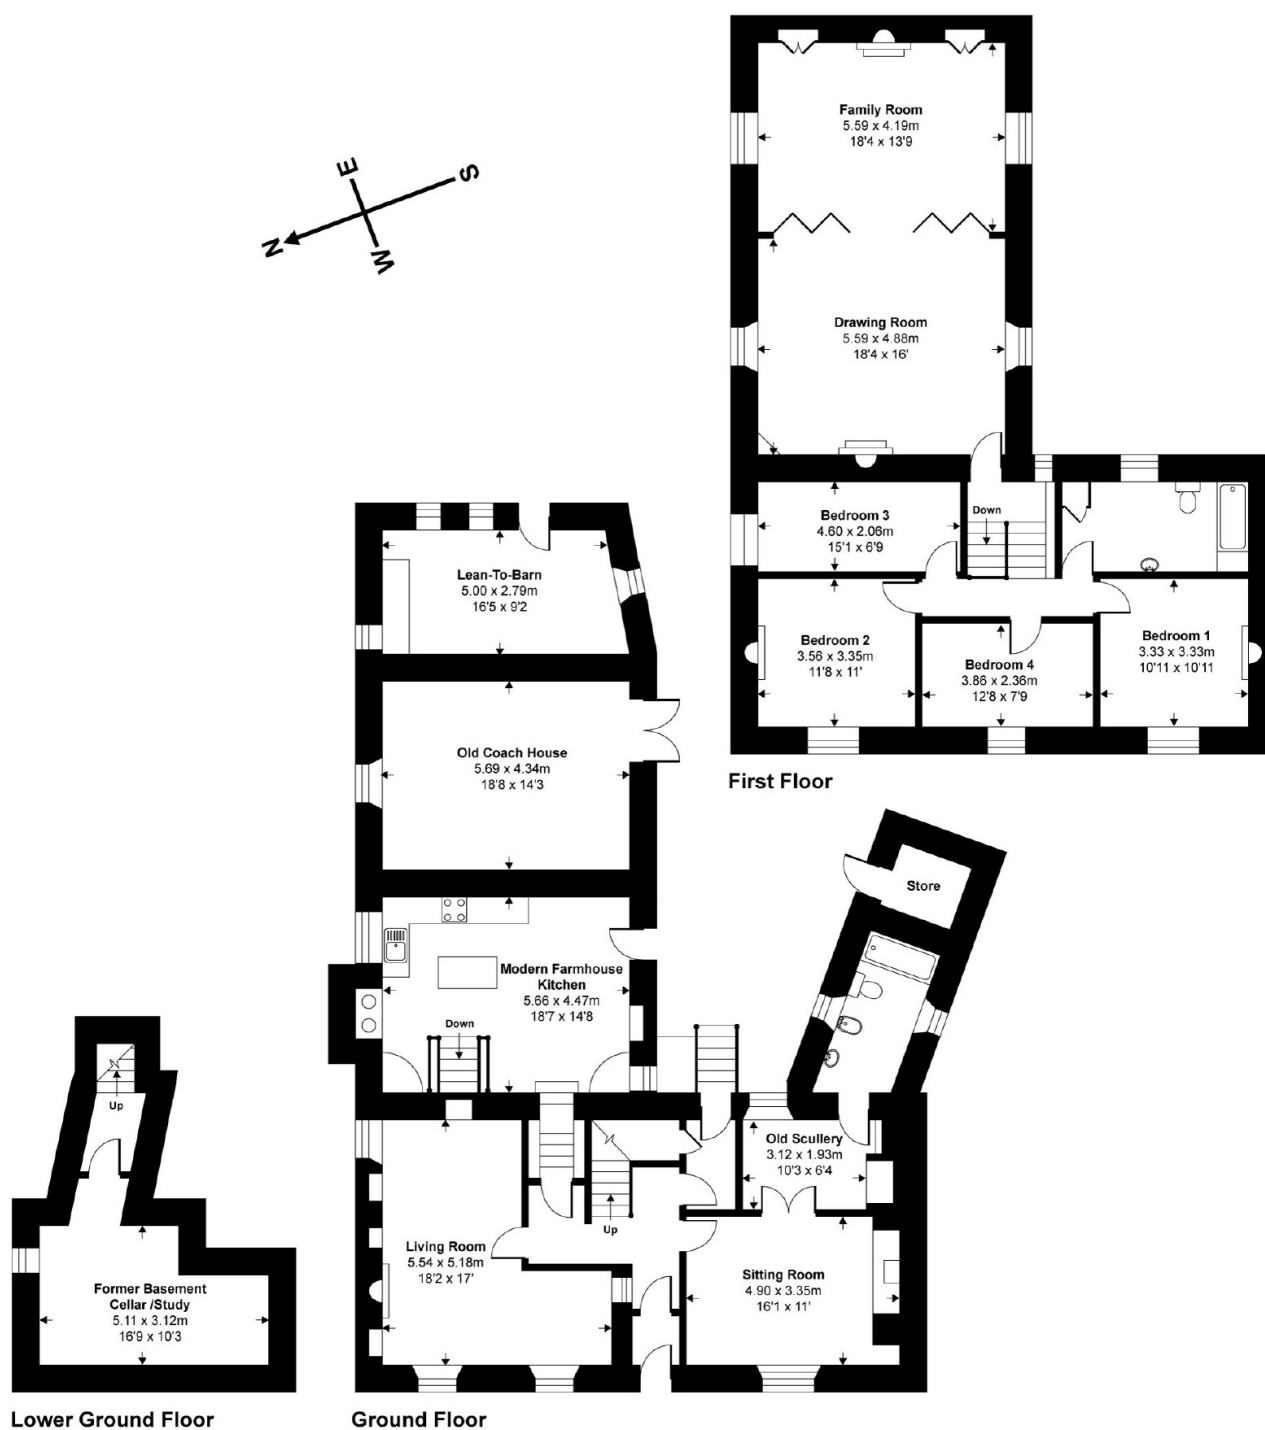 Family Room
5.59 x 4.19m
18'4 x 13'9
E
S
N
W
Drawing Room
5.59 x 4.88m
18'4 x 16'
Bedroom 3
4.60 x 2.06m
15'1 x 6'9
Down
Bedroom 2
3.56 x 3.35m
11'8 x 11'
Bedroom 4
3.86 x 2.36m
12'8 x 7'9
Bedroom 1
3.33 x 3.33m
10'11 x 10'11
First Floor
Lean-To-Barn
5.00 x 2.79m
16'5 x 9'2
Old Coach House
5.69 x 4.34m
18'8 x 14'3
Store
Modern Farmhouse
Kitchen
5.66 x 4.47m
18'7 x 14'8
Down
Old Scullery
3.12 x 1.93m
10'3 x 6'4
Up
Living Room
5.54 x 5.18m
18'2 x 17'
Sitting Room
4.90 x 3.35m
16'1 x 11'
Ground Floor
Up
Former Basement
Cellar /Study
5.11 x 3.12m
16'9 x 10'3
Lower Ground Floor